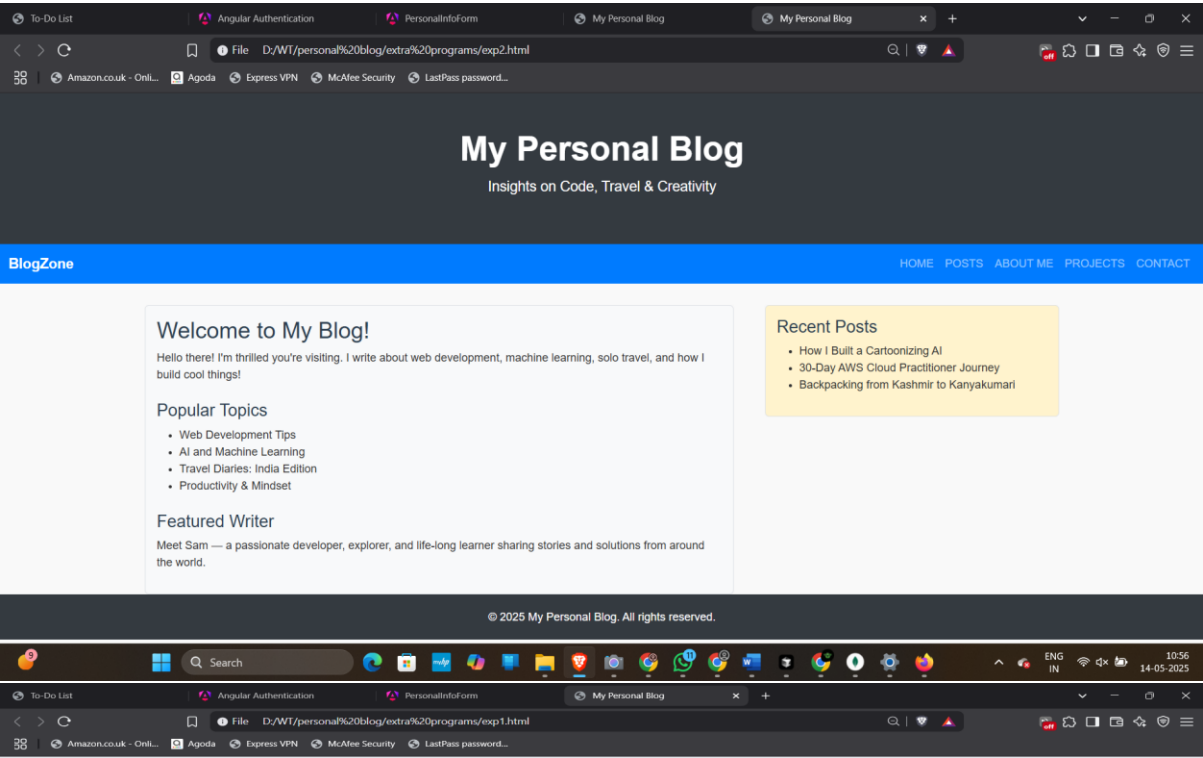 To-Do List Angular Authentication PersonalInfoForm My Personal Blog My Personal Blog
File D:/WT/personal%20blog/extra%20programs/exp2.html
off
Amazon.co.uk - Onli... Agoda Express VPN McAfee Security LastPass password...
My Personal Blog
Insights on Code, Travel & Creativity
BlogZone HOME POSTS ABOUT ME PROJECTS CONTACT
Welcome to My Blog!
Hello there! I'm thrilled you're visiting. I write about web development, machine learning, solo travel, and how I
build cool things!
Popular Topics
• Web Development Tips
• AI and Machine Learning
• Travel Diaries: India Edition
• Productivity & Mindset
Featured Writer
Meet Sam — a passionate developer, explorer, and life-long learner sharing stories and solutions from around
the world.
Recent Posts
• How I Built a Cartoonizing AI
• 30-Day AWS Cloud Practitioner Journey
• Backpacking from Kashmir to Kanyakumari
© 2025 My Personal Blog. All rights reserved.
9
Search
ENG
IN
10:56
14-05-2025
To-Do List Angular Authentication PersonalInfoForm My Personal Blog
File D:/WT/personal%20blog/extra%20programs/exp1.html
off
Amazon.co.uk - Onli... Agoda Express VPN McAfee Security LastPass password...